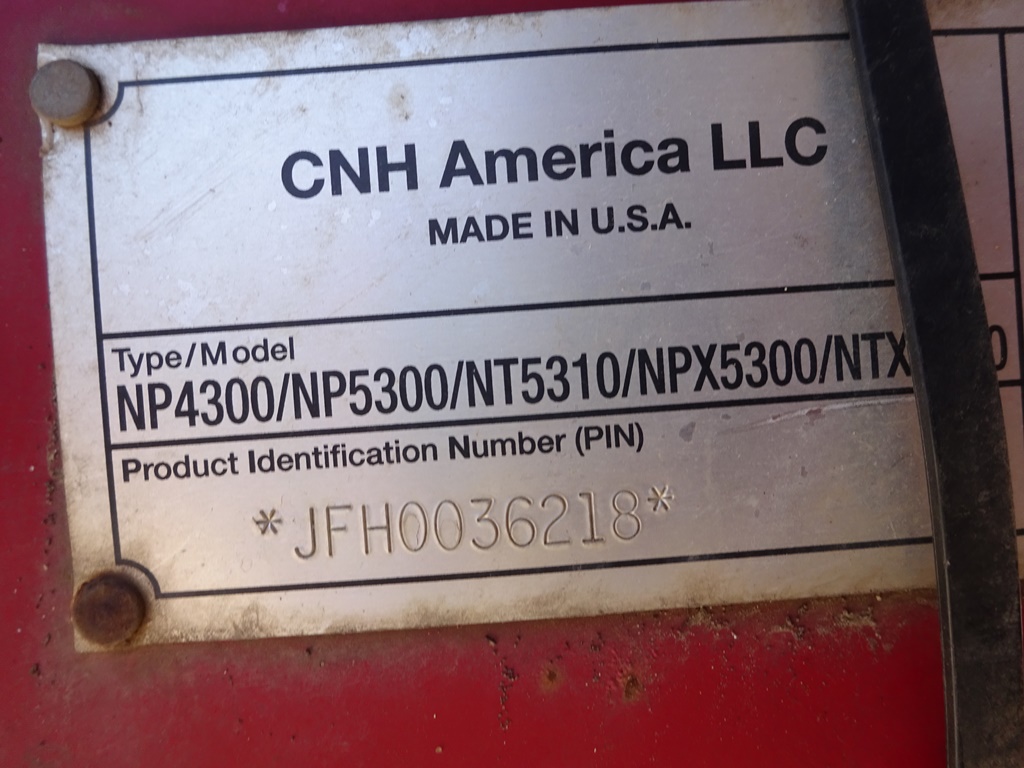 CNH America LLC
MADE IN U.S.A.
Type/Model
NP4300/NP5300/NT5310/NPX5300/NTX
Product Identification Number (PIN)
*JFH0036218*